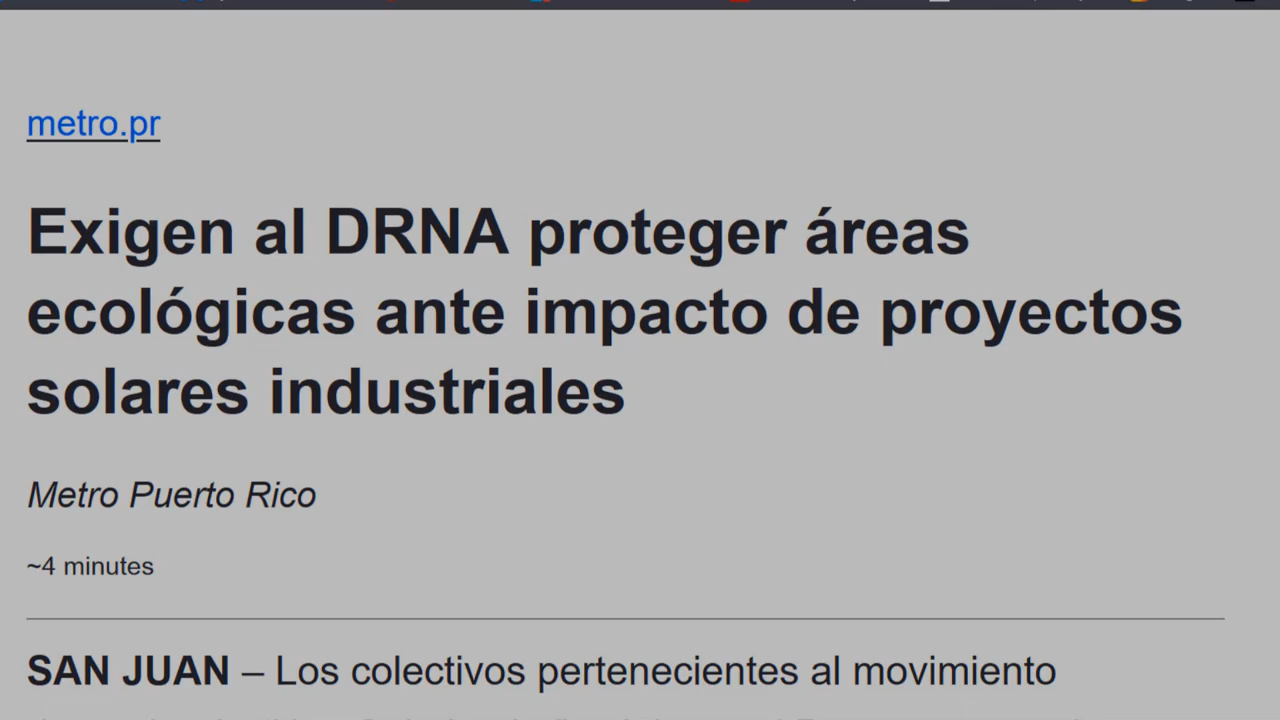 metro.pr
Exigen al DRNA proteger áreas
ecológicas ante impacto de proyectos
solares industriales
Metro Puerto Rico
~4 minutes
SAN JUAN – Los colectivos pertenecientes al movimiento